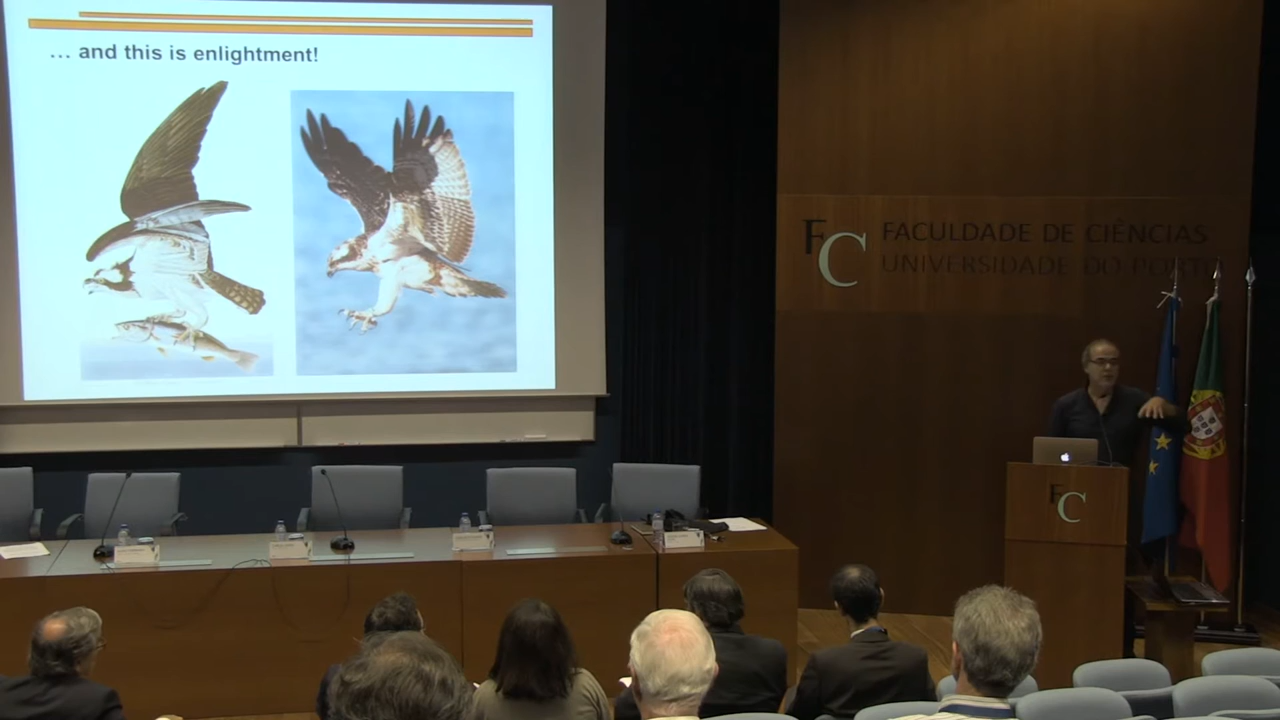 ... and this is enlightment!
FC
FACULDADE DE CIÊNCIAS
UNIVERSIDADE DO PORTO
FC